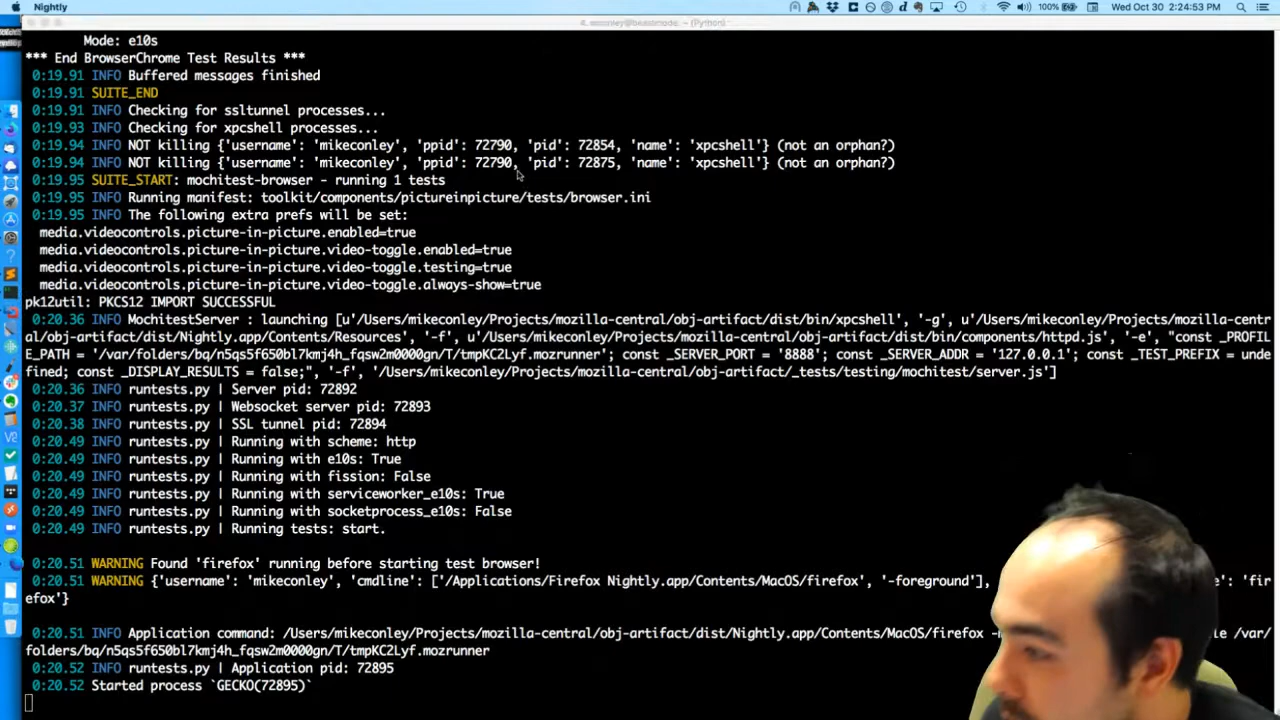 Nightly
100%
Wed Oct 30 2:24:53 PM
4. mconley@beastmode: ~ (Python)
Mode: e10s
*** End BrowserChrome Test Results ***
0:19.91 INFO Buffered messages finished
0:19.91 SUITE_END
0:19.91 INFO Checking for ssltunnel processes...
0:19.93 INFO Checking for xpcshell processes...
0:19.94 INFO NOT killing {'username': 'mikeconley', 'ppid': 72790, 'pid': 72854, 'name': 'xpcshell'} (not an orphan?)
0:19.94 INFO NOT killing {'username': 'mikeconley', 'ppid': 72790, 'pid': 72875, 'name': 'xpcshell'} (not an orphan?)
0:19.95 SUITE_START: mochitest-browser - running 1 tests
0:19.95 INFO Running manifest: toolkit/components/pictureinpicture/tests/browser.ini
0:19.95 INFO The following extra prefs will be set:
media.videocontrols.picture-in-picture.enabled=true
media.videocontrols.picture-in-picture.video-toggle.enabled=true
media.videocontrols.picture-in-picture.video-toggle.testing=true
media.videocontrols.picture-in-picture.video-toggle.always-show=true
pk12util: PKCS12 IMPORT SUCCESSFUL
0:20.36 INFO MochitestServer : launching [u'/Users/mikeconley/Projects/mozilla-central/obj-artifact/dist/bin/xpcshell', '-g', u'/Users/mikeconley/Projects/mozilla-centr
al/obj-artifact/dist/Nightly.app/Contents/Resources', '-f', u'/Users/mikeconley/Projects/mozilla-central/obj-artifact/dist/bin/components/httpd.js', '-e', "const _PROFIL
E_PATH = '/var/folders/bq/n5qs5f650bl7kmj4h_fqsw2m0000gn/T/tmpKC2Lyf.mozrunner'; const _SERVER_PORT = '8888'; const _SERVER_ADDR = '127.0.0.1'; const _TEST_PREFIX = unde
fined; const _DISPLAY_RESULTS = false;", '-f', '/Users/mikeconley/Projects/mozilla-central/obj-artifact/_tests/testing/mochitest/server.js']
0:20.36 INFO runtests.py | Server pid: 72892
0:20.37 INFO runtests.py | Websocket server pid: 72893
0:20.38 INFO runtests.py | SSL tunnel pid: 72894
0:20.49 INFO runtests.py | Running with scheme: http
0:20.49 INFO runtests.py | Running with e10s: True
0:20.49 INFO runtests.py | Running with fission: False
0:20.49 INFO runtests.py | Running with serviceworker_e10s: True
0:20.49 INFO runtests.py | Running with socketprocess_e10s: False
0:20.49 INFO runtests.py | Running tests: start.
0:20.51 WARNING Found 'firefox' running before starting test browser!
0:20.51 WARNING {'username': 'mikeconley', 'cmdline': ['/Applications/Firefox Nightly.app/Contents/MacOS/firefox', '-foreground'], ': 'fir
efox'}
0:20.51 INFO Application command: /Users/mikeconley/Projects/mozilla-central/obj-artifact/dist/Nightly.app/Contents/MacOS/firefox /var/
folders/bq/n5qs5f650bl7kmj4h_fqsw2m0000gn/T/tmpKC2Lyf.mozrunner
0:20.52 INFO runtests.py | Application pid: 72895
0:20.52 Started process `GECKO(72895)`